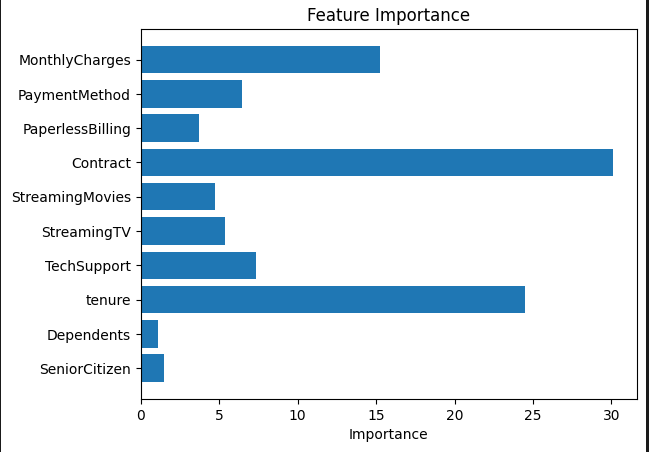 Feature Importance
MonthlyCharges
PaymentMethod
PaperlessBilling
Contract
StreamingMovies
StreamingTV
TechSupport
tenure
Dependents
SeniorCitizen
0 5 10 15 20 25 30
Importance